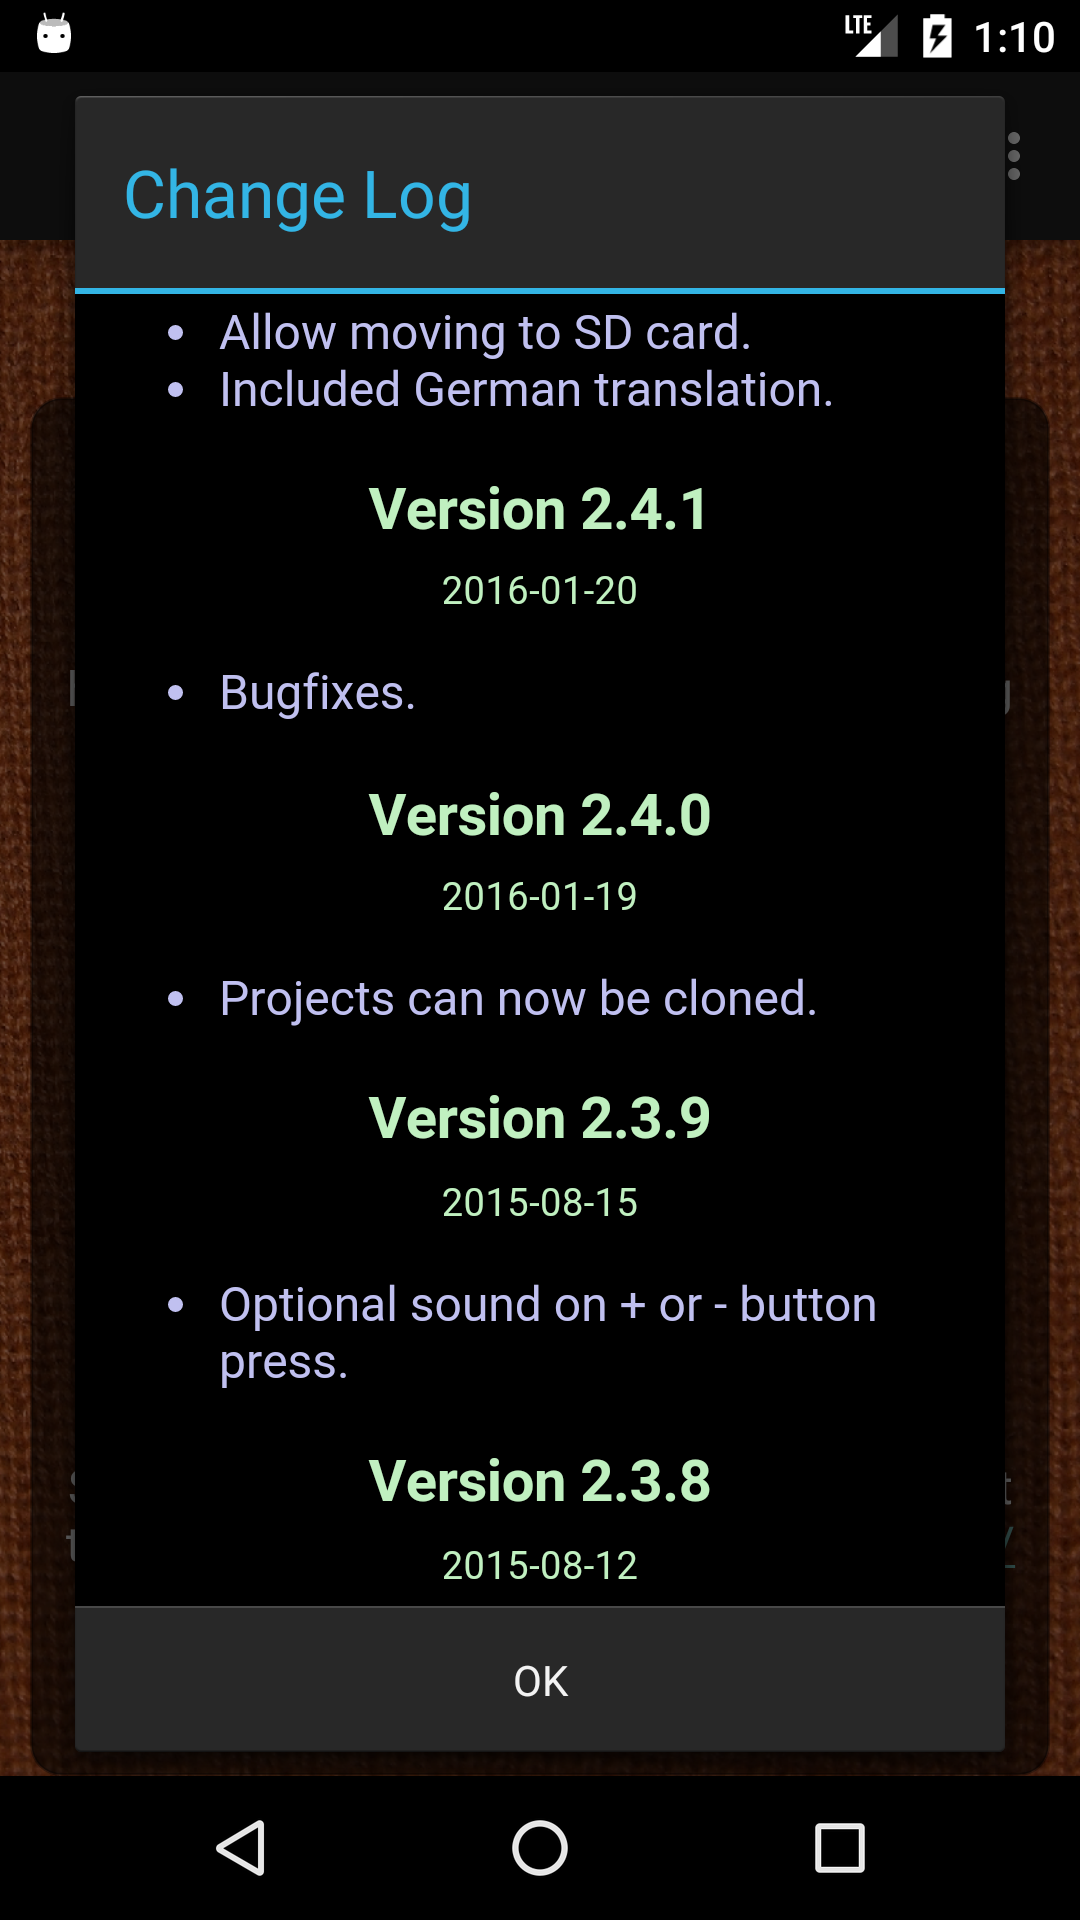 LTE 1:10
Change Log
• Allow moving to SD card.
• Included German translation.
Version 2.4.1
2016-01-20
• Bugfixes.
Version 2.4.0
2016-01-19
• Projects can now be cloned.
Version 2.3.9
2015-08-15
• Optional sound on + or - button
press.
Version 2.3.8
2015-08-12
OK